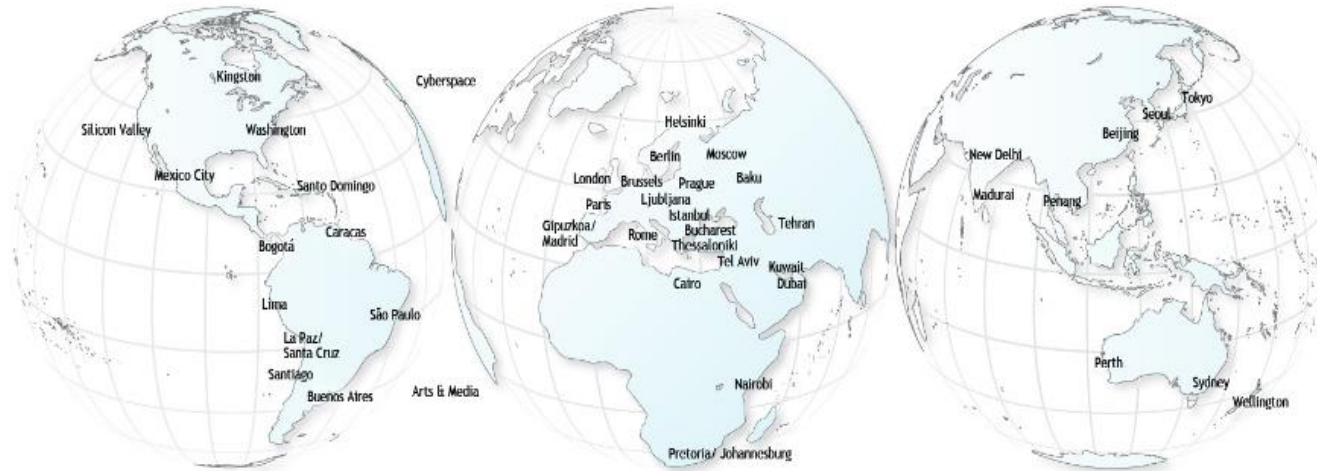 Kingston
Silicon Valley
Washington
Mexico City
Santo Domingo
Caracas
Bogotá
Lima
São Paulo
La Paz/
Santa Cruz
Santiago
Buenos Aires
Cyberspace
Arts & Media
Helsinki
Berlin
Moscow
London
Brussels
Prague
Baku
Ljubljana
Paris
Istanbul
Gipuzkoa/
Madrid
Rome
Bucharest
Thessaloniki
Tehran
Tel Aviv
Kuwait
Cairo
Dubai
Nairobi
Pretoria/ Johannesburg
Tokyo
Seoul
Beijing
New Delhi
Madurai
Penang
Perth
Sydney
Wellington